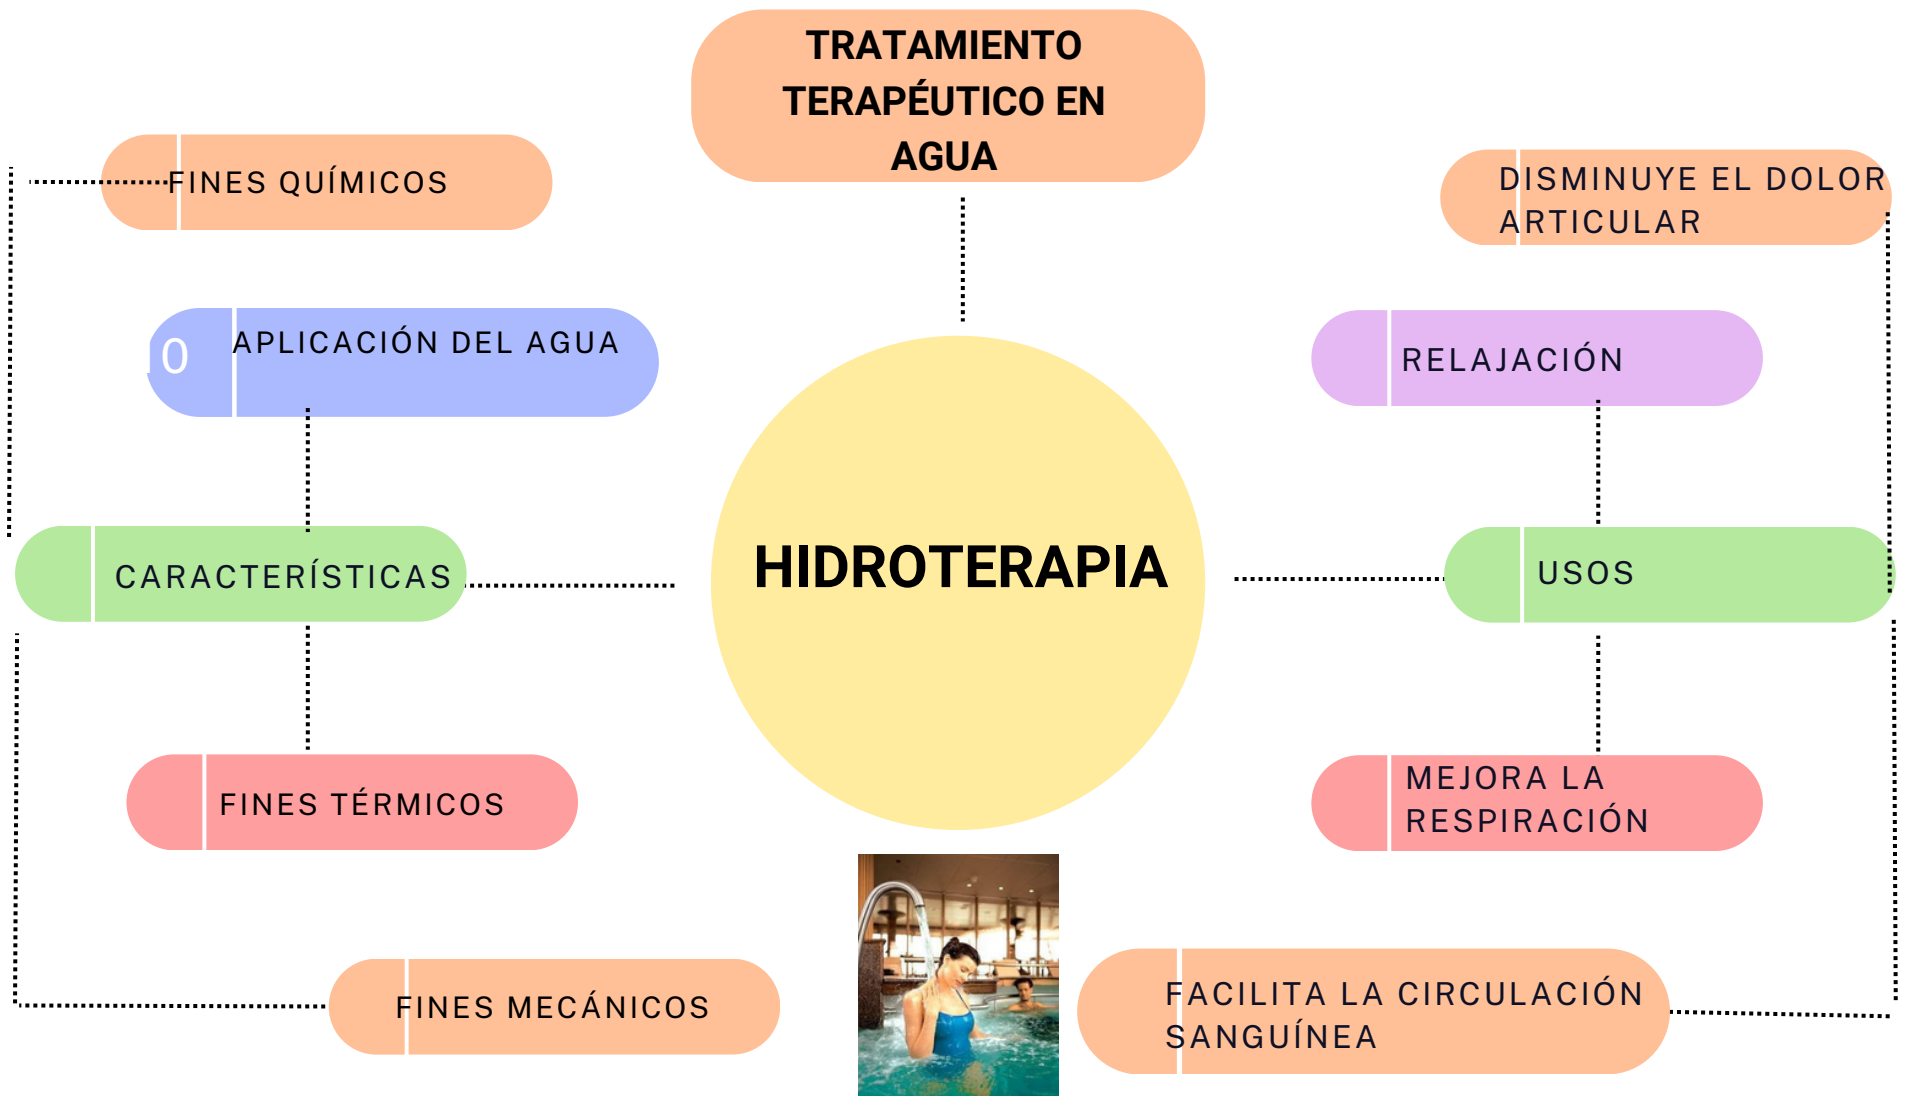 TRATAMIENTO
TERAPÉUTICO EN
AGUA
FINES QUÍMICOS
DISMINUYE EL DOLOR
ARTICULAR
10
APLICACIÓN DEL AGUA
RELAJACIÓN
HIDROTERAPIA
CARACTERÍSTICAS
USOS
FINES TÉRMICOS
MEJORA LA
RESPIRACIÓN
FINES MECÁNICOS
FACILITA LA CIRCULACIÓN
SANGUÍNEA